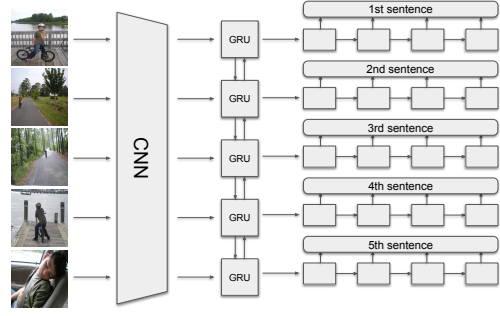 1st sentence
GRU
2nd sentence
GRU
3rd sentence
CNN
GRU
4th sentence
GRU
5th sentence
GRU